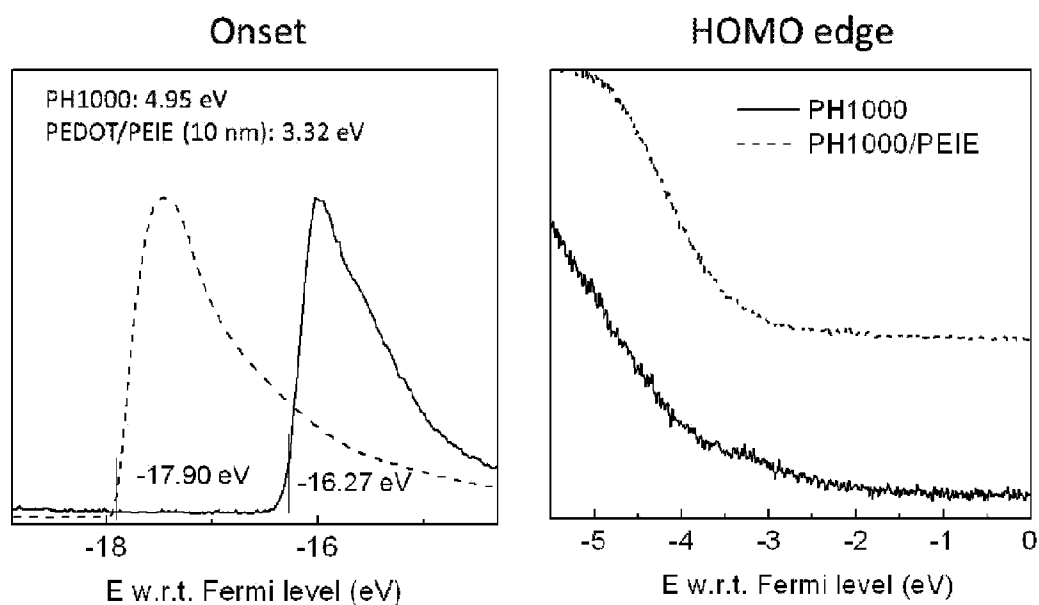 Onset
PH1000: 4.95 eV
PEDOT/PEIE (10 nm): 3.32 eV
-17.90 eV
-16.27 eV
-18
-16
E w.r.t. Fermi level (eV)
HOMO edge
PH1000
PH1000/PEIE
-5
-4
-3
-2
-1
0
E w.r.t. Fermi level (eV)